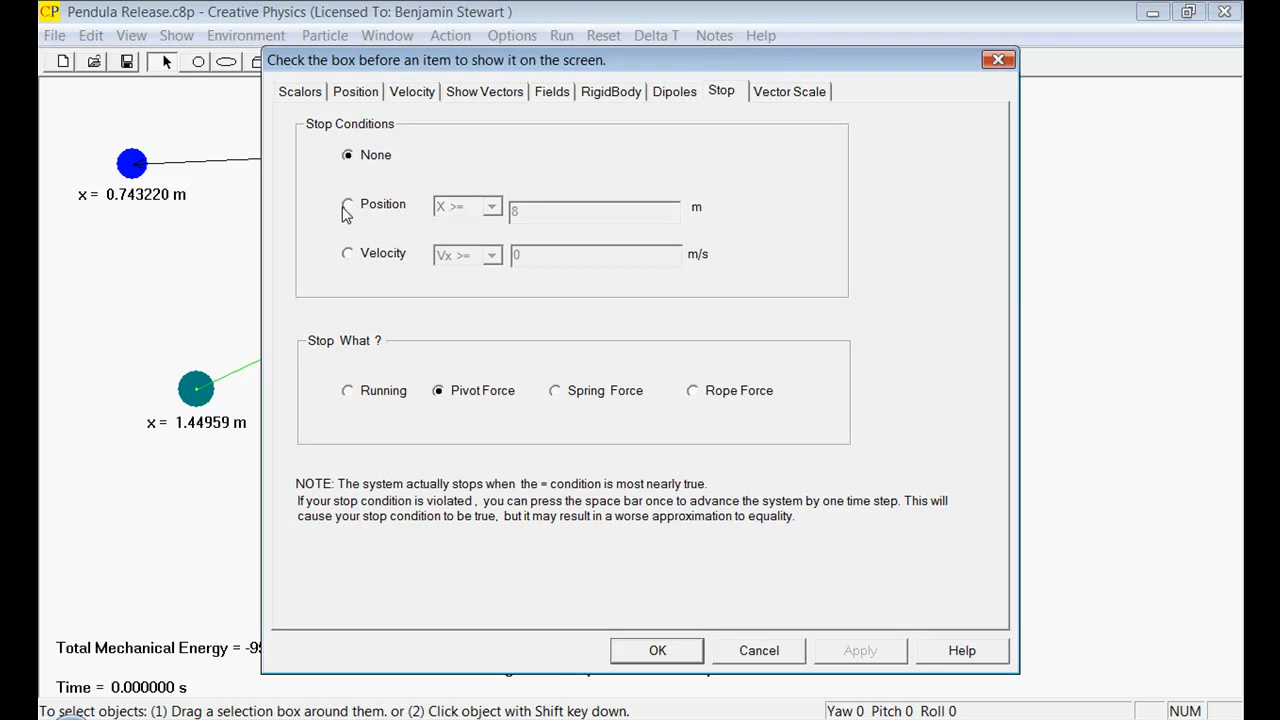 CP Pendula Release.c8p - Creative Physics (Licensed To: Benjamin Stewart )
File Edit View Show Environment Particle Window Action Options Run Reset Delta T Notes Help
Check the box before an item to show it on the screen.
Scalors Position Velocity Show Vectors Fields RigidBody Dipoles Stop Vector Scale
Stop Conditions
None
x = 0.743220 m
Position X >= 8 m
Velocity Vx >= 0 m/s
Stop What ?
Running Pivot Force Spring Force Rope Force
x = 1.44959 m
NOTE: The system actually stops when the = condition is most nearly true.
If your stop condition is violated , you can press the space bar once to advance the system by one time step. This will
cause your stop condition to be true, but it may result in a worse approximation to equality.
Total Mechanical Energy =
OK Cancel Apply Help
Time = 0.000000 s
To select objects: (1) Drag a selection box around them. or (2) Click object with Shift key down. Yaw 0 Pitch 0 Roll 0 NUM